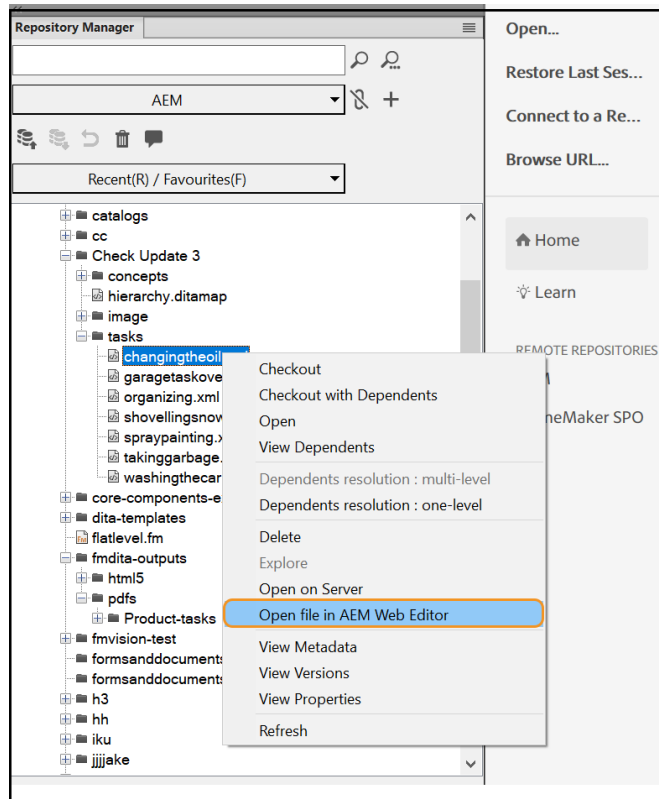 Repository Manager
AEM
Recent(R) / Favourites(F)
catalogs
cc
Check Update 3
concepts
hierarchy.ditamap
image
tasks
changingtheoil
garagetaskove
organizing.xml
shovellingsnow
spraypainting.x
takinggarbage.
washingthecar
core-components-e
dita-templates
flatlevel.fm
fmdita-outputs
html5
pdfs
Product-tasks
fmvision-test
formsanddocuments
formsanddocuments
h3
hh
iku
jjjjake
Checkout
Checkout with Dependents
Open
View Dependents
Dependents resolution : multi-level
Dependents resolution : one-level
Delete
Explore
Open on Server
Open file in AEM Web Editor
View Metadata
View Versions
View Properties
Refresh
Open...
Restore Last Ses...
Connect to a Re...
Browse URL...
Home
Learn
REMOTE REPOSITORIES
neMaker SPO